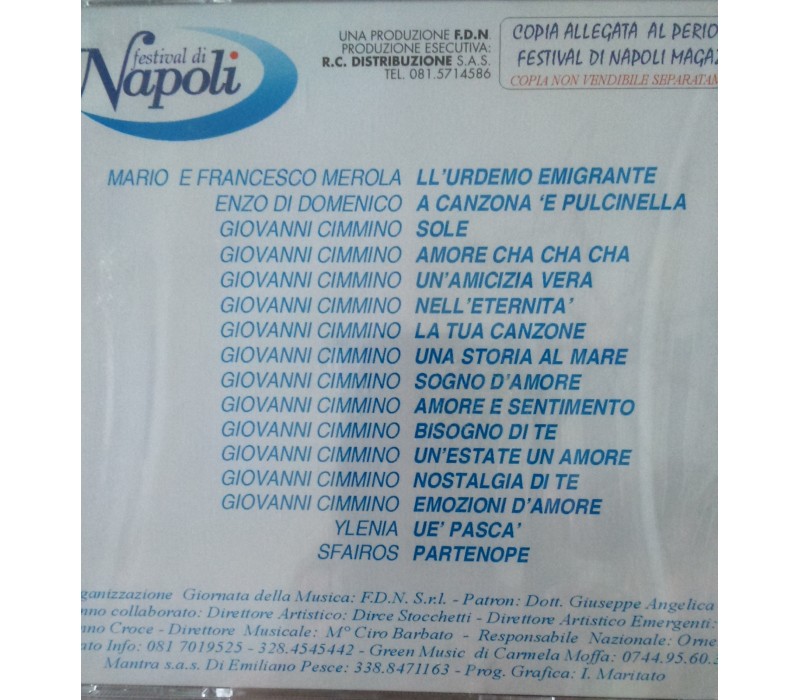 festival di
Napoli
UNA PRODUZIONE F.D.N.
PRODUZIONE ESECUTIVA:
R.C. DISTRIBUZIONE S.A.S.
TEL. 081.5714586
COPIA ALLEGATA AL PERIO
FESTIVAL DI NAPOLI MAGAZ
COPIA NON VENDIBILE SEPARATAM
MARIO E FRANCESCO MEROLA LL'URDEMO EMIGRANTE
ENZO DI DOMENICO A CANZONA 'E PULCINELLA
GIOVANNI CIMMINO SOLE
GIOVANNI CIMMINO AMORE CHA CHA CHA
GIOVANNI CIMMINO UN'AMICIZIA VERA
GIOVANNI CIMMINO NELL'ETERNITA'
GIOVANNI CIMMINO LA TUA CANZONE
GIOVANNI CIMMINO UNA STORIA AL MARE
GIOVANNI CIMMINO SOGNO D'AMORE
GIOVANNI CIMMINO AMORE E SENTIMENTO
GIOVANNI CIMMINO BISOGNO DI TE
GIOVANNI CIMMINO UN'ESTATE UN AMORE
GIOVANNI CIMMINO NOSTALGIA DI TE
GIOVANNI CIMMINO EMOZIONI D'AMORE
YLENIA UE' PASCA'
SFAIROS PARTENOPE
ganizzazione Giornata della Musica: F.D.N. S.r.l. - Patron: Dott. Giuseppe Angelica
nno collaborato: Direttore Artistico: Dirce Stocchetti - Direttore Artistico Emergenti:
nno Croce - Direttore Musicale: M° Ciro Barbato - Responsabile Nazionale: Orne
ato Info: 081 7019525 - 328.4545442 - Green Music di Carmela Moffa: 0744.95.60.3
Mantra s.a.s. Di Emiliano Pesce: 338.8471163 - Prog. Grafica: I. Maritato